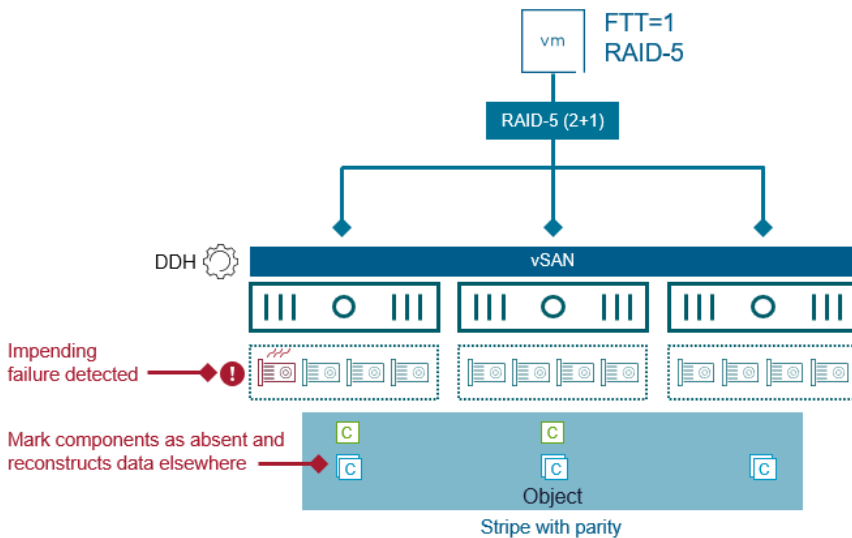 vm
FTT=1
RAID-5
RAID-5 (2+1)
DDH
vSAN
Impending
failure detected
!
Mark components as absent and
reconstructs data elsewhere
C
C
C
C
C
Object
Stripe with parity